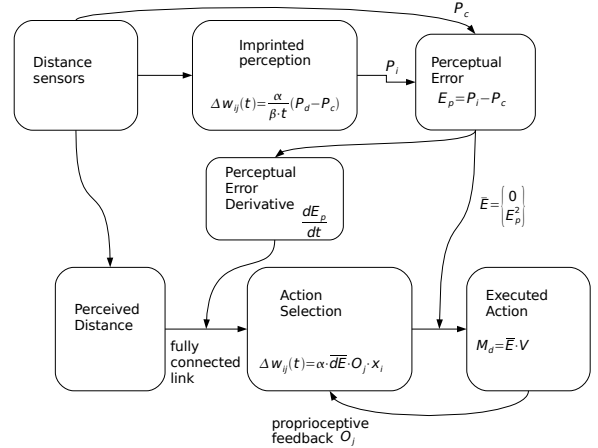 P_c
Distance
sensors
Imprinted
perception
Δw_ij(t)=α/(β·t)(P_d−P_c)
P_i
Perceptual
Error
E_p=P_i−P_c
Perceptual
Error
Derivative
dE_p/dt
Ē={0
E_p^2}
Perceived
Distance
fully
connected
link
Action
Selection
Δw_ij(t)=α·d̅E̅·O_j·x_i
Executed
Action
M_d=E̅·V
proprioceptive
feedback O_j